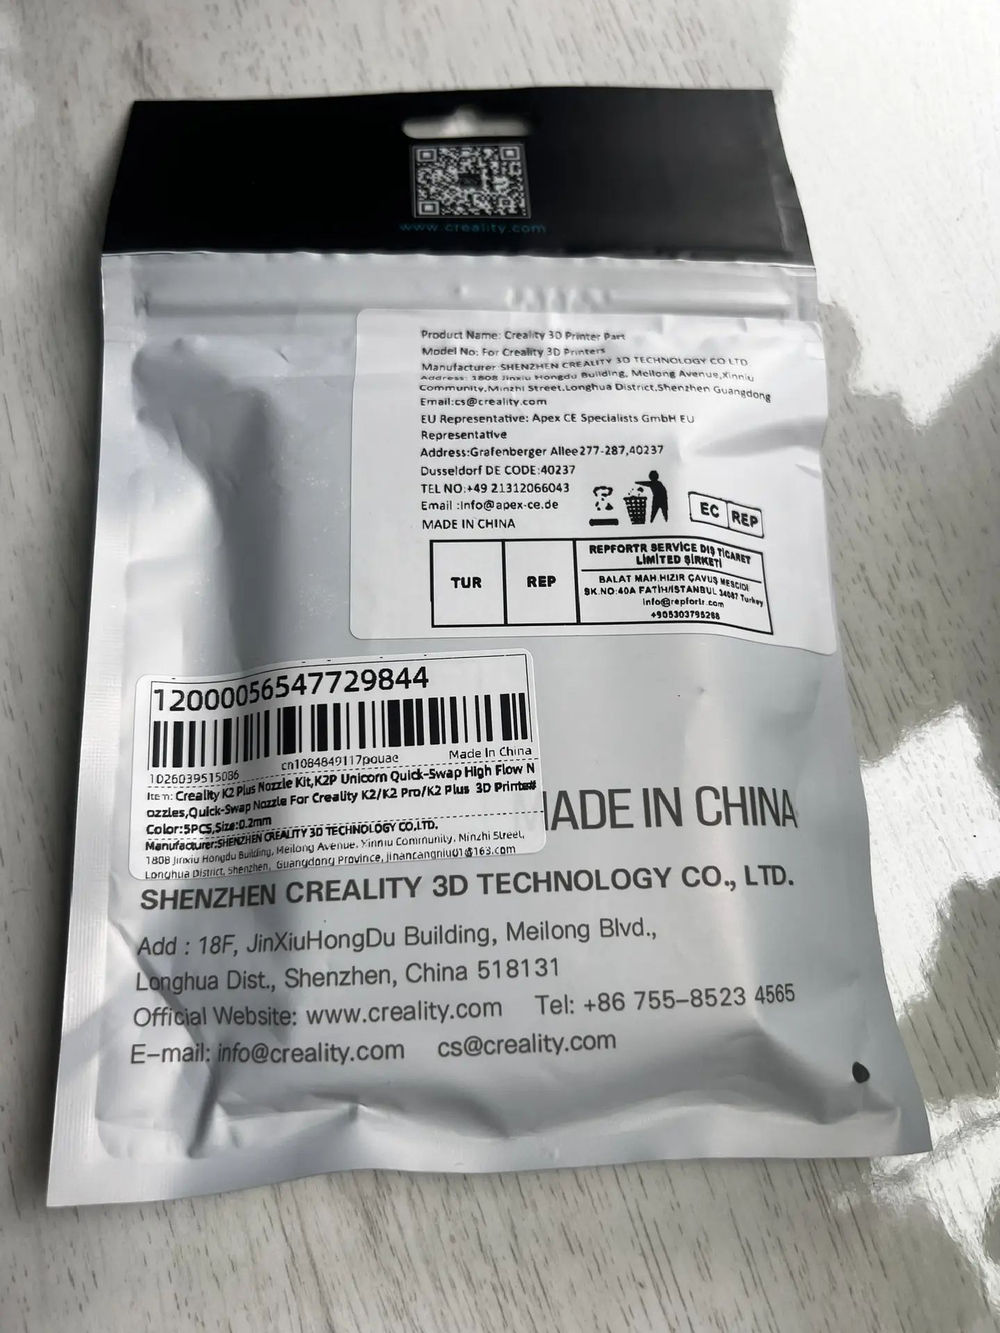 www.creality.com
Product Name: Creality 3D Printer Part
Model No: For Creality 3D Printers
Manufacturer SHENZHEN CREALITY 3D TECHNOLOGY CO LTD
Address: 1808 Jinxiu Hongdu Building, Meilong Avenue,Xinniu
Community,Minzhi Street,Longhua District,Shenzhen Guangdong
Email:cs@creality.com
EU Representative: Apex CE Specialists GmbH EU
Representative
Address:Grafenberger Allee277-287,40237
Dusseldorf DE CODE:40237
TEL NO:+49 21312066043
Email :Info@apex-ce.de
MADE IN CHINA
EC REP
TUR REP
REPFORTR SERVİCE DIŞ TİCARET
LİMİTED ŞİRKETİ
BALAT MAH.HIZIR ÇAVUŞ MESCİDİ
SK.NO:40A FATİH/İSTANBUL 34087 Turkey
info@repfortr.com
+905303795268
12000056547729844
1026039515086 cn1084849117pouae Made In China
Item: Creality K2 Plus Nozzle Kit,K2P Unicorn Quick-Swap High Flow N
ozzles,Quick-Swap Nozzle For Creality K2/K2 Pro/K2 Plus 3D Printer#
Color:5PCS,Size:0.2mm
Manufacturer:SHENZHEN CREALITY 3D TECHNOLOGY CO,LTD.
1808 Jinxiu Hongdu Building, Meilong Avenue, Xinniu Community, Minzhi Street,
Longhua District, Shenzhen, Guangdong Province, jinancangniu01@163.com
MADE IN CHINA
SHENZHEN CREALITY 3D TECHNOLOGY CO., LTD.
Add : 18F, JinXiuHongDu Building, Meilong Blvd.,
Longhua Dist., Shenzhen, China 518131
Official Website: www.creality.com Tel: +86 755-8523 4565
E-mail: info@creality.com cs@creality.com